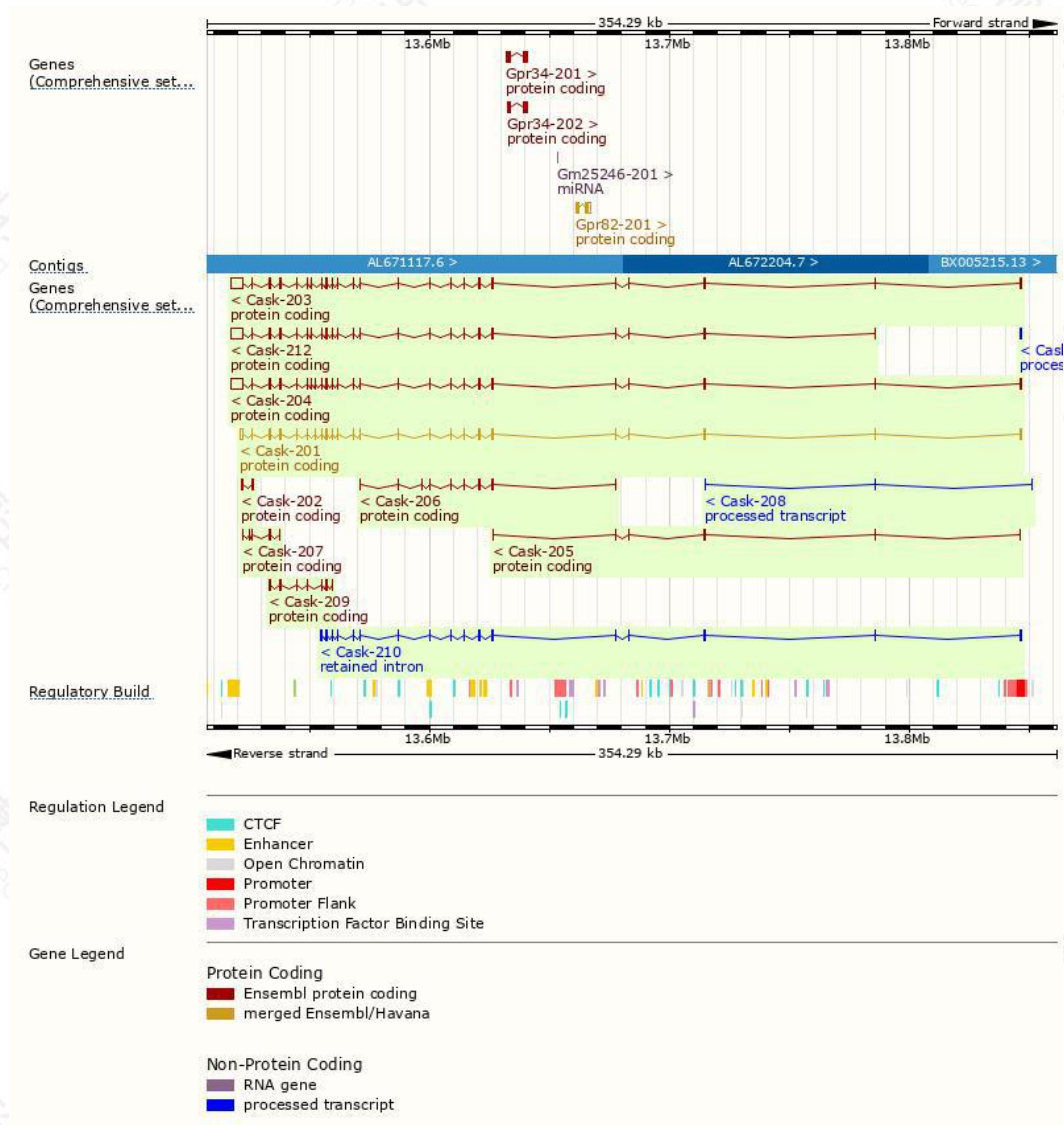 354.29 kb
Forward strand
13.6Mb
13.7Mb
13.8Mb
Genes
(Comprehensive set...
Gpr34-201 >
protein coding
Gpr34-202 >
protein coding
Gm25246-201 >
miRNA
Gpr82-201 >
protein coding
Contigs
AL671117.6 >
AL672204.7 >
BX005215.13 >
Genes
(Comprehensive set...
< Cask-203
protein coding
< Cask-212
protein coding
< Cas
proces
< Cask-204
protein coding
< Cask-201
protein coding
< Cask-202
protein coding
< Cask-206
protein coding
< Cask-208
processed transcript
< Cask-207
protein coding
< Cask-205
protein coding
< Cask-209
protein coding
< Cask-210
retained intron
Regulatory Build
13.6Mb
13.7Mb
13.8Mb
Reverse strand
354.29 kb
Regulation Legend
CTCF
Enhancer
Open Chromatin
Promoter
Promoter Flank
Transcription Factor Binding Site
Gene Legend
Protein Coding
Ensembl protein coding
merged Ensembl/Havana
Non-Protein Coding
RNA gene
processed transcript